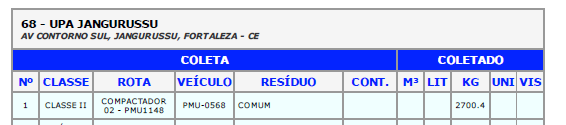 68 - UPA JANGURUSSU
AV CONTORNO SUL, JANGURUSSU, FORTALEZA - CE
COLETA COLETADO
Nº CLASSE ROTA VEÍCULO RESÍDUO CONT. M³ LIT KG UNI VIS
1 CLASSE II COMPACTADOR 02 - PMU1148 PMU-0568 COMUM 2700.4